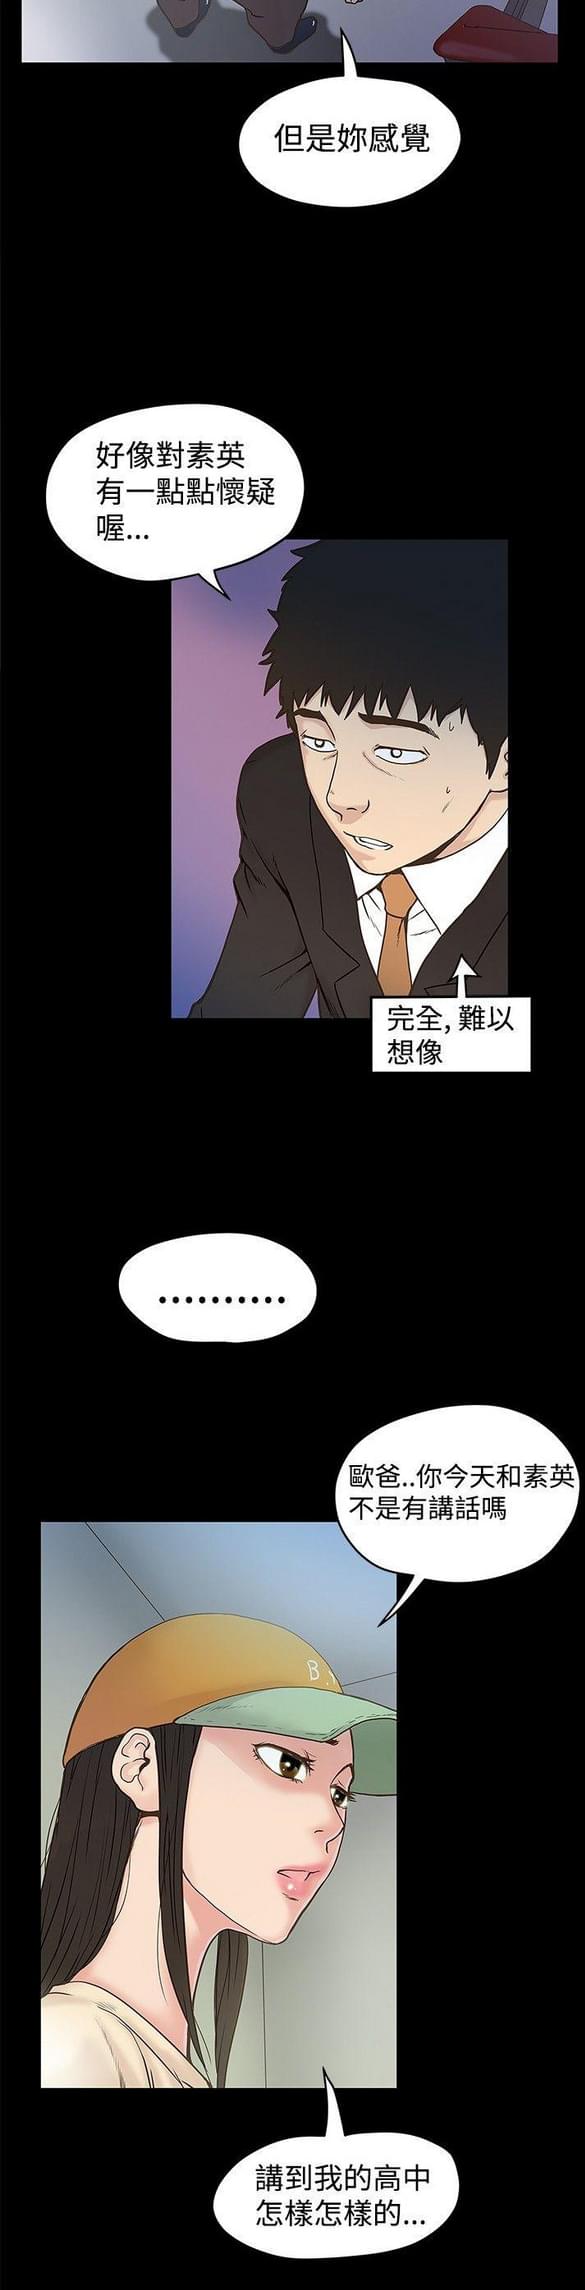 但是妳感覺
好像對素英
有一點點懷疑
喔...
完全, 難以
想像
..........
歐爸..你今天和素英
不是有講話嗎
B.
講到我的高中
怎樣怎樣的...